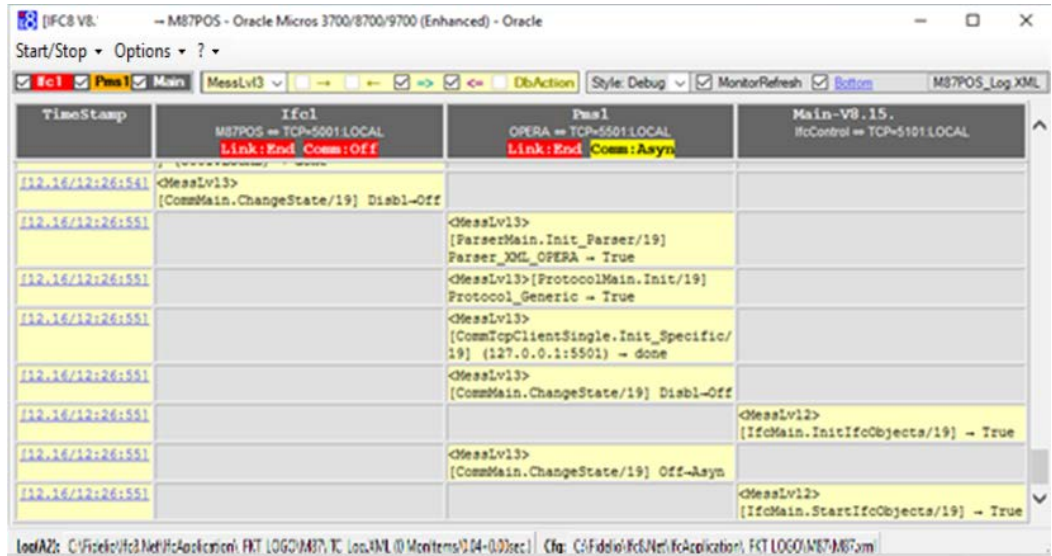 [IFC8 V8. → M87POS - Oracle Micros 3700/8700/9700 (Enhanced) - Oracle
Start/Stop Options ?
Ifc1 Pms1 Main MessLvl3 → ← => <= DbAction Style: Debug MonitorRefresh Bottom M87POS_Log.XML
TimeStamp Ifc1 Pms1 Main-V8.15.
M87POS == TCP=5001:LOCAL OPERA == TCP=5501:LOCAL IfcControl == TCP=5101:LOCAL
Link:End Comm:Off Link:End Comm:Asyn
[12.16/12:26:54] <MessLvl3>
[CommMain.ChangeState/19] Disbl→Off
[12.16/12:26:55] <MessLvl3>
[ParserMain.Init_Parser/19]
Parser_XML_OPERA → True
[12.16/12:26:55] <MessLvl3>[ProtocolMain.Init/19]
Protocol_Generic → True
[12.16/12:26:55] <MessLvl3>
[CommTcpClientSingle.Init_Specific/
19] (127.0.0.1:5501) → done
[12.16/12:26:55] <MessLvl3>
[CommMain.ChangeState/19] Disbl→Off
[12.16/12:26:55] <MessLvl2>
[IfcMain.InitIfcObjects/19] → True
[12.16/12:26:55] <MessLvl3>
[CommMain.ChangeState/19] Off→Asyn
[12.16/12:26:55] <MessLvl2>
[IfcMain.StartIfcObjects/19] → True